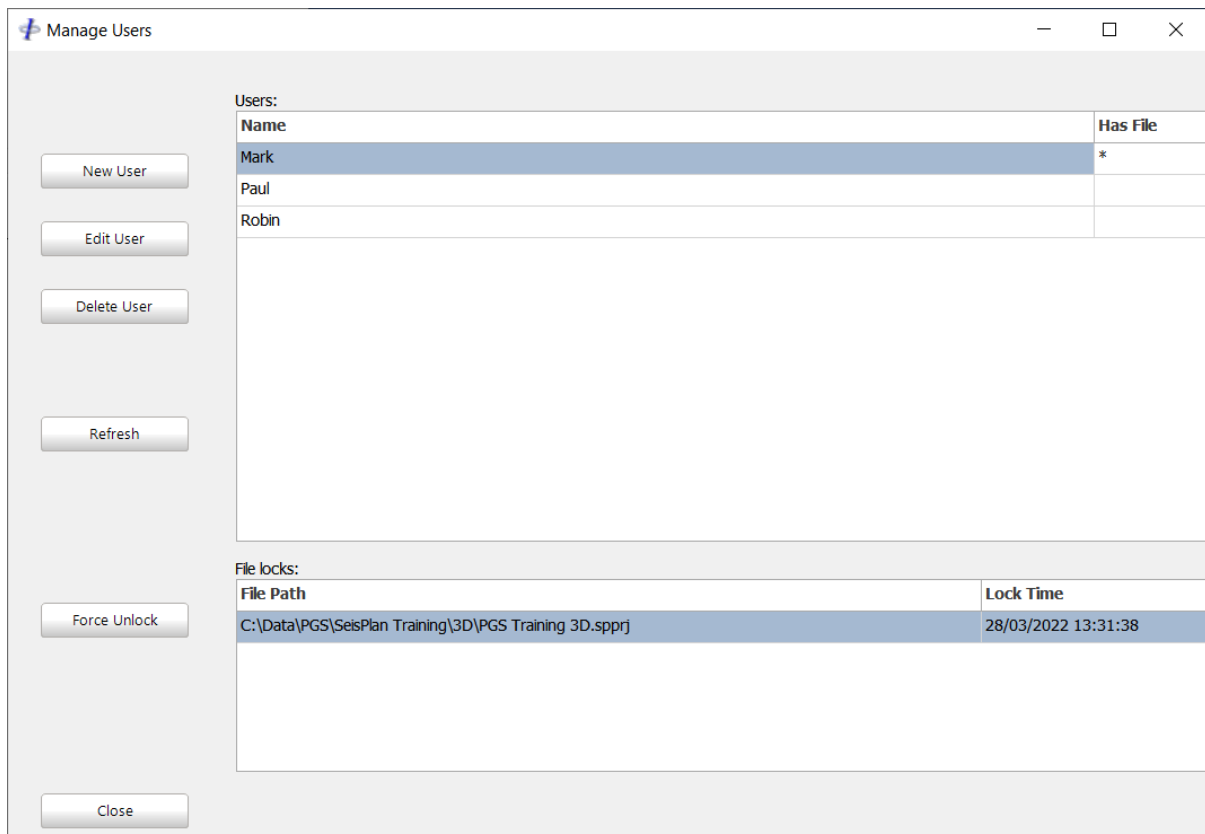 Manage Users
Users:
Name Has File
New User
Mark *
Paul
Edit User
Robin
Delete User
Refresh
File locks:
File Path Lock Time
Force Unlock
C:\Data\PGS\SeisPlan Training\3D\PGS Training 3D.spprj 28/03/2022 13:31:38
Close